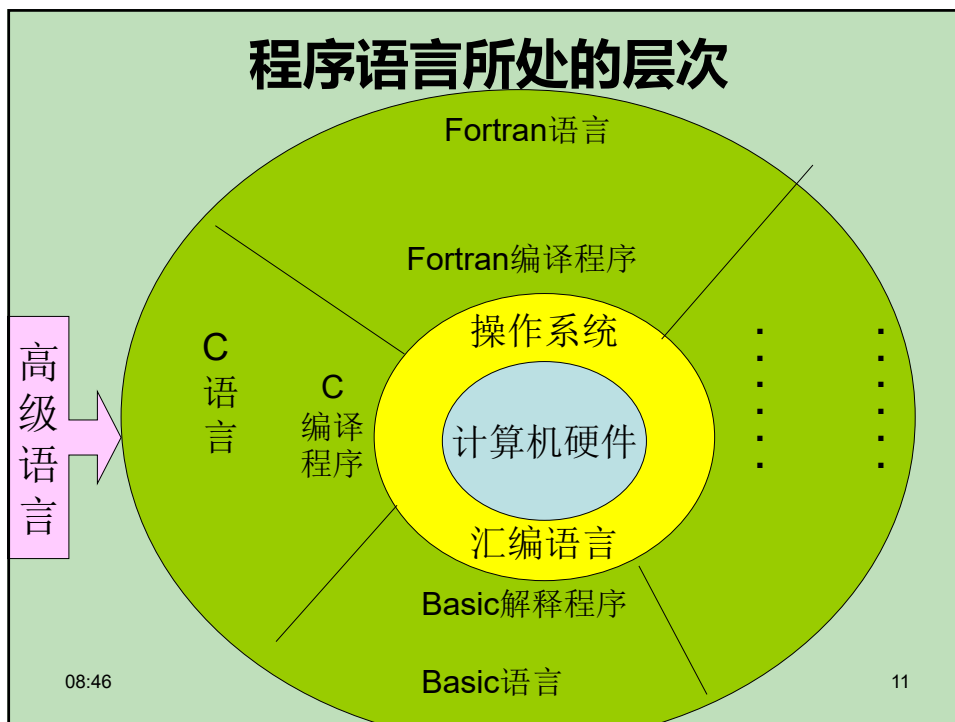 程序语言所处的层次
Fortran语言
Fortran编译程序
操作系统
计算机硬件
汇编语言
高
级
语
言
C
语
言
C
编译
程序
Basic解释程序
Basic语言
08:46
11